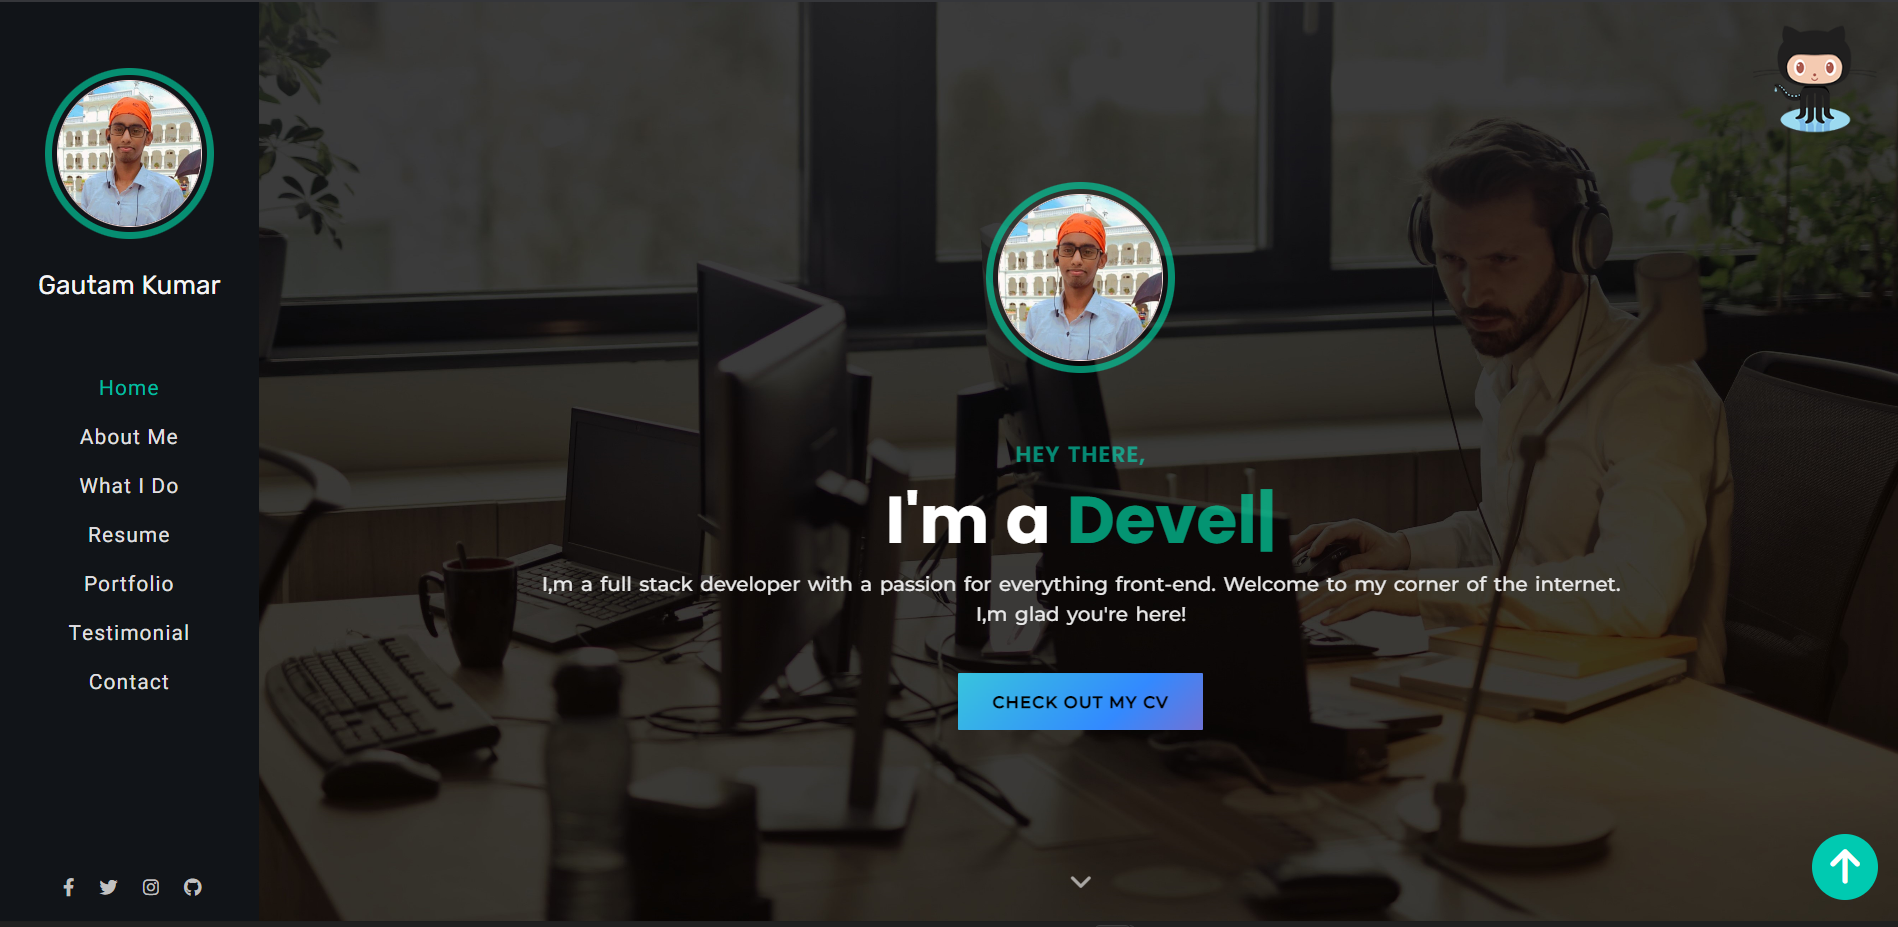 Gautam Kumar
Home
About Me
What I Do
Resume
Portfolio
Testimonial
Contact
HEY THERE,
I'm a Devel|
I,m a full stack developer with a passion for everything front-end. Welcome to my corner of the internet.
I,m glad you're here!
CHECK OUT MY CV